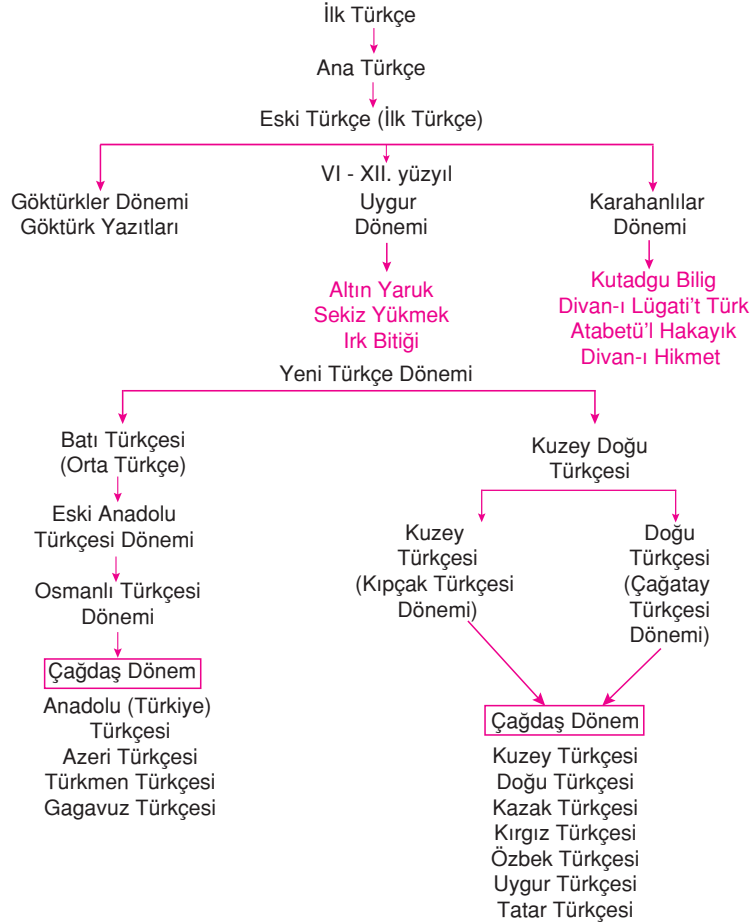 İlk Türkçe
Ana Türkçe
Eski Türkçe (İlk Türkçe)
Göktürkler Dönemi
Göktürk Yazıtları
VI - XII. yüzyıl
Uygur
Dönemi
Altın Yaruk
Sekiz Yükmek
Irk Bitiği
Karahanlılar
Dönemi
Kutadgu Bilig
Divan-ı Lügati't Türk
Atabetü'l Hakayık
Divan-ı Hikmet
Yeni Türkçe Dönemi
Batı Türkçesi
(Orta Türkçe)
Eski Anadolu
Türkçesi Dönemi
Osmanlı Türkçesi
Dönemi
Çağdaş Dönem
Anadolu (Türkiye)
Türkçesi
Azeri Türkçesi
Türkmen Türkçesi
Gagavuz Türkçesi
Kuzey Doğu
Türkçesi
Kuzey
Türkçesi
(Kıpçak Türkçesi
Dönemi)
Doğu
Türkçesi
(Çağatay
Türkçesi
Dönemi)
Çağdaş Dönem
Kuzey Türkçesi
Doğu Türkçesi
Kazak Türkçesi
Kırgız Türkçesi
Özbek Türkçesi
Uygur Türkçesi
Tatar Türkçesi